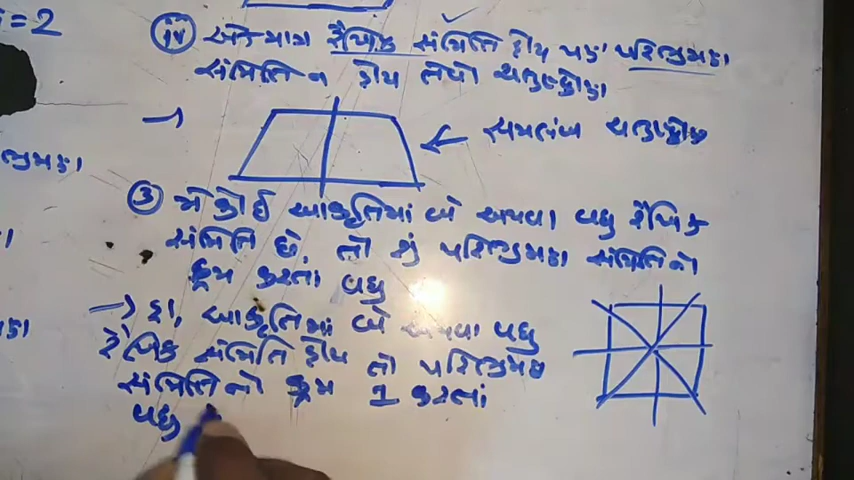 = 2
(iv) એક માત્ર રૈખિક સંમિતિ હોય પણ પરિભ્રમણ
સંમિતિ ન હોય તેવો ચતુષ્કોણ
→ સમલંબ ચતુષ્કોણ
③ જો કોઈ આકૃતિમાં બે અથવા વધુ રૈખિક
સંમિતિ છે, તો શું પરિભ્રમણ સંમિતિનો
ક્રમ કરતા વધુ
→ હા, આકૃતિમાં બે અથવા વધુ
રૈખિક સંમિતિ હોય તો પરિભ્રમણ
સંમિતિનો ક્રમ 1 કરતાં
વધુ